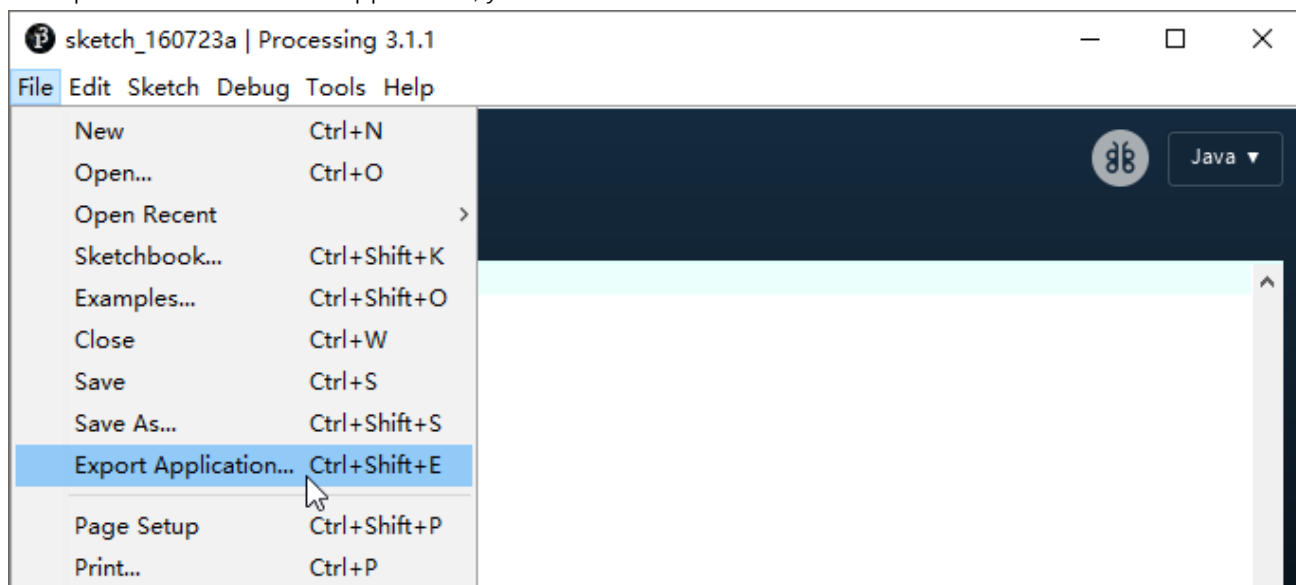 sketch_160723a | Processing 3.1.1
File Edit Sketch Debug Tools Help
New Ctrl+N
Java ▼
Open... Ctrl+O
Open Recent >
Sketchbook... Ctrl+Shift+K
Examples... Ctrl+Shift+O
Close Ctrl+W
Save Ctrl+S
Save As... Ctrl+Shift+S
Export Application... Ctrl+Shift+E
Page Setup Ctrl+Shift+P
Print... Ctrl+P